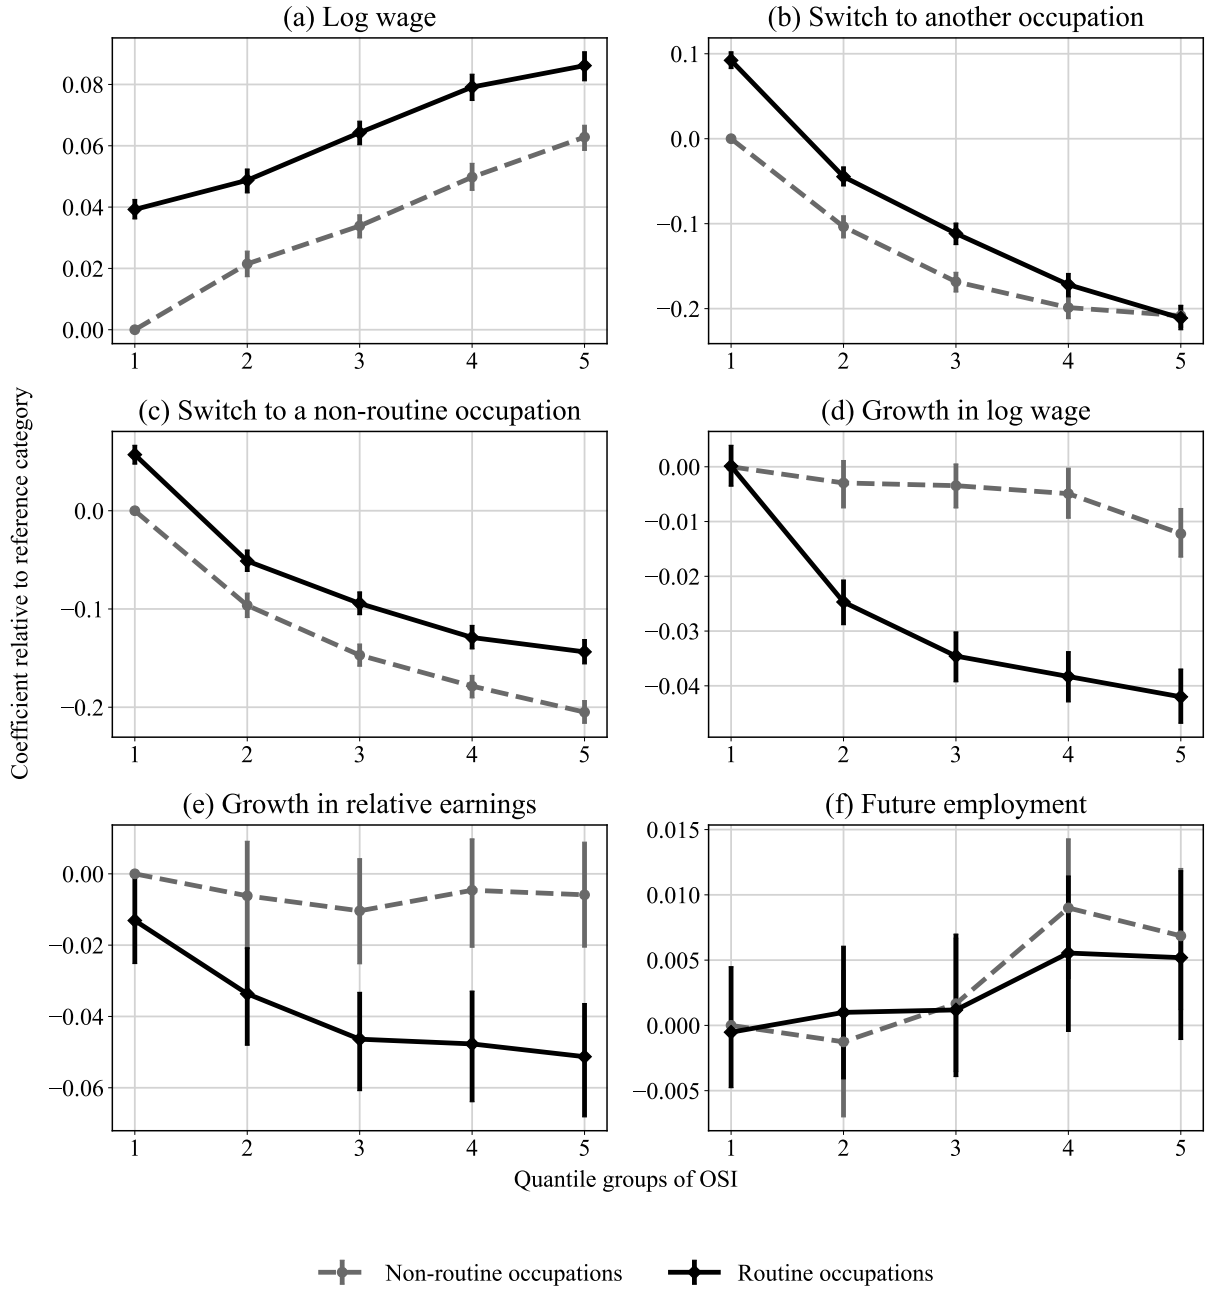 (a) Log wage
0.08
0.06
0.04
0.02
0.00
1 2 3 4 5
(b) Switch to another occupation
0.1
0.0
−0.1
−0.2
1 2 3 4 5
Coefficient relative to reference category
(c) Switch to a non-routine occupation
0.0
−0.1
−0.2
1 2 3 4 5
(d) Growth in log wage
0.00
−0.01
−0.02
−0.03
−0.04
1 2 3 4 5
(e) Growth in relative earnings
0.00
−0.02
−0.04
−0.06
1 2 3 4 5
(f) Future employment
0.015
0.010
0.005
0.000
−0.005
1 2 3 4 5
Quantile groups of OSI
Non-routine occupations
Routine occupations